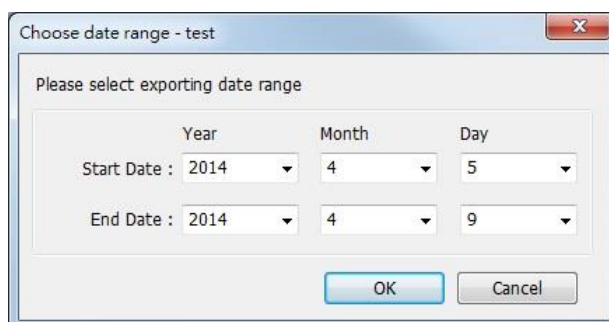 Choose date range - test
Please select exporting date range
Year Month Day
Start Date : 2014 4 5
End Date : 2014 4 9
OK Cancel